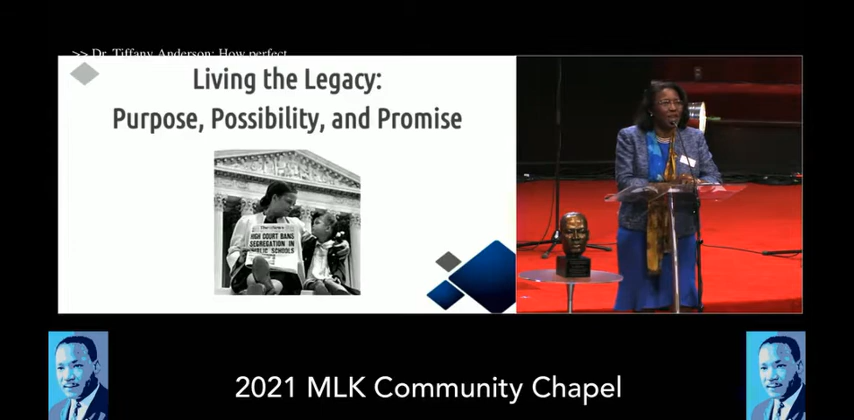 >> Dr. Tiffany Anderson: How perfect
Living the Legacy:
Purpose, Possibility, and Promise
HIGH COURT BANS
SEGREGATION IN
PUBLIC SCHOOLS
2021 MLK Community Chapel